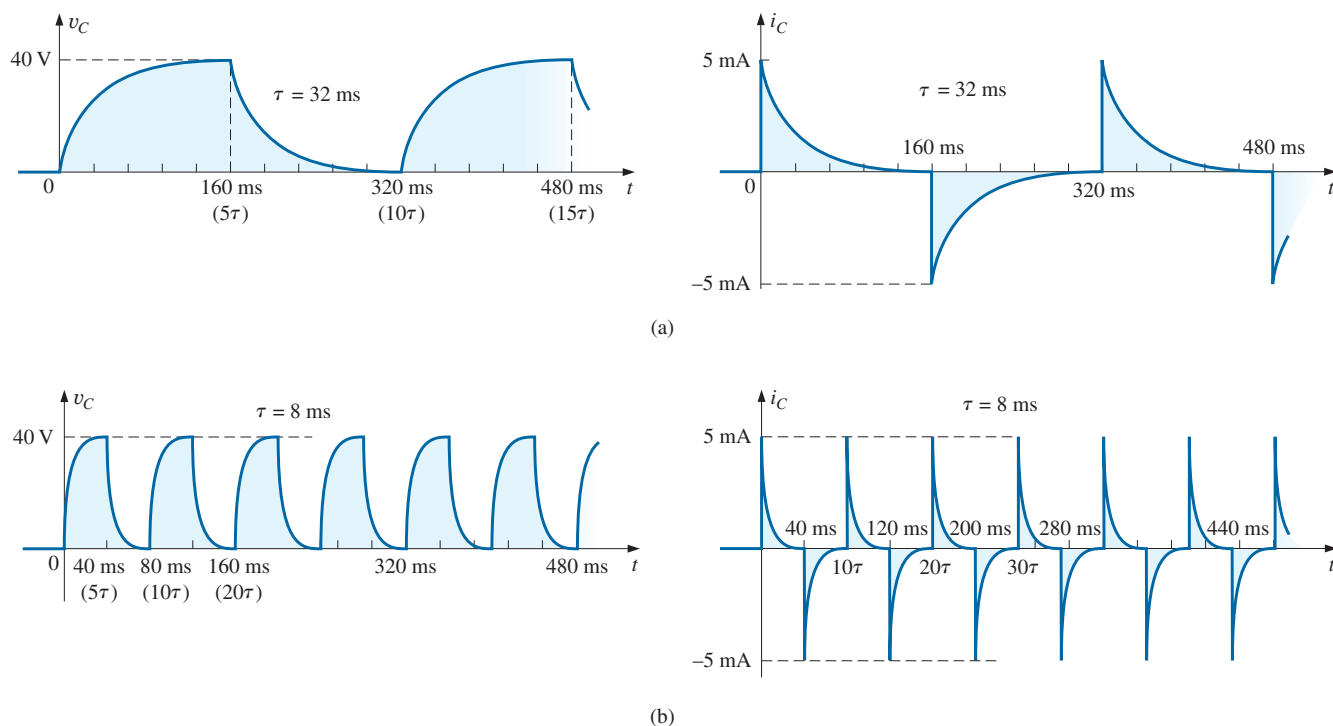 v_C
40 V
τ = 32 ms
0
160 ms
320 ms
480 ms
t
(5τ)
(10τ)
(15τ)
i_C
5 mA
τ = 32 ms
160 ms
480 ms
0
320 ms
t
–5 mA
(a)
v_C
τ = 8 ms
40 V
0
40 ms
80 ms
160 ms
320 ms
480 ms
t
(5τ)
(10τ)
(20τ)
i_C
τ = 8 ms
5 mA
40 ms
120 ms
200 ms
280 ms
440 ms
0
10τ
20τ
30τ
t
–5 mA
(b)